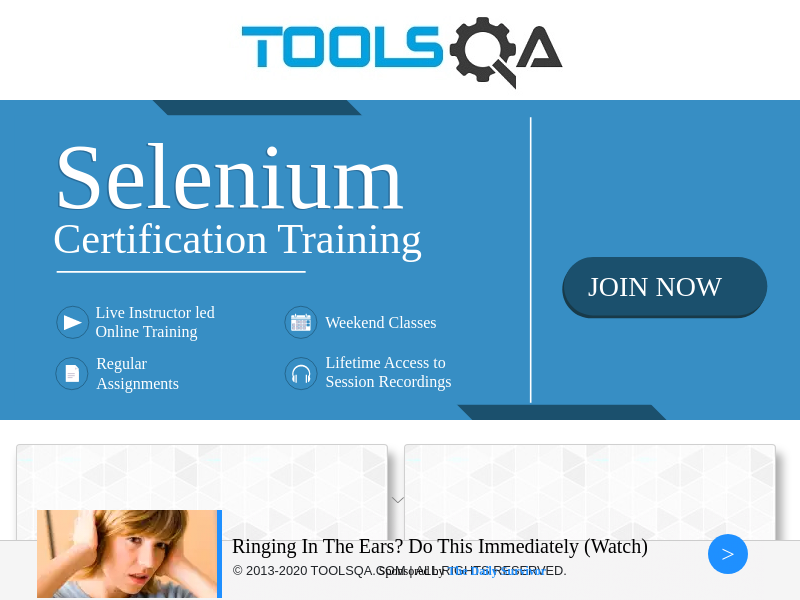 TOOLSQA
Selenium
Certification Training
JOIN NOW
Live Instructor led
Online Training
Weekend Classes
Regular
Assignments
Lifetime Access to
Session Recordings
Ringing In The Ears? Do This Immediately (Watch)
© 2013-2020 TOOLSQA.COM | ALL RIGHTS RESERVED.
Sponsored by
>